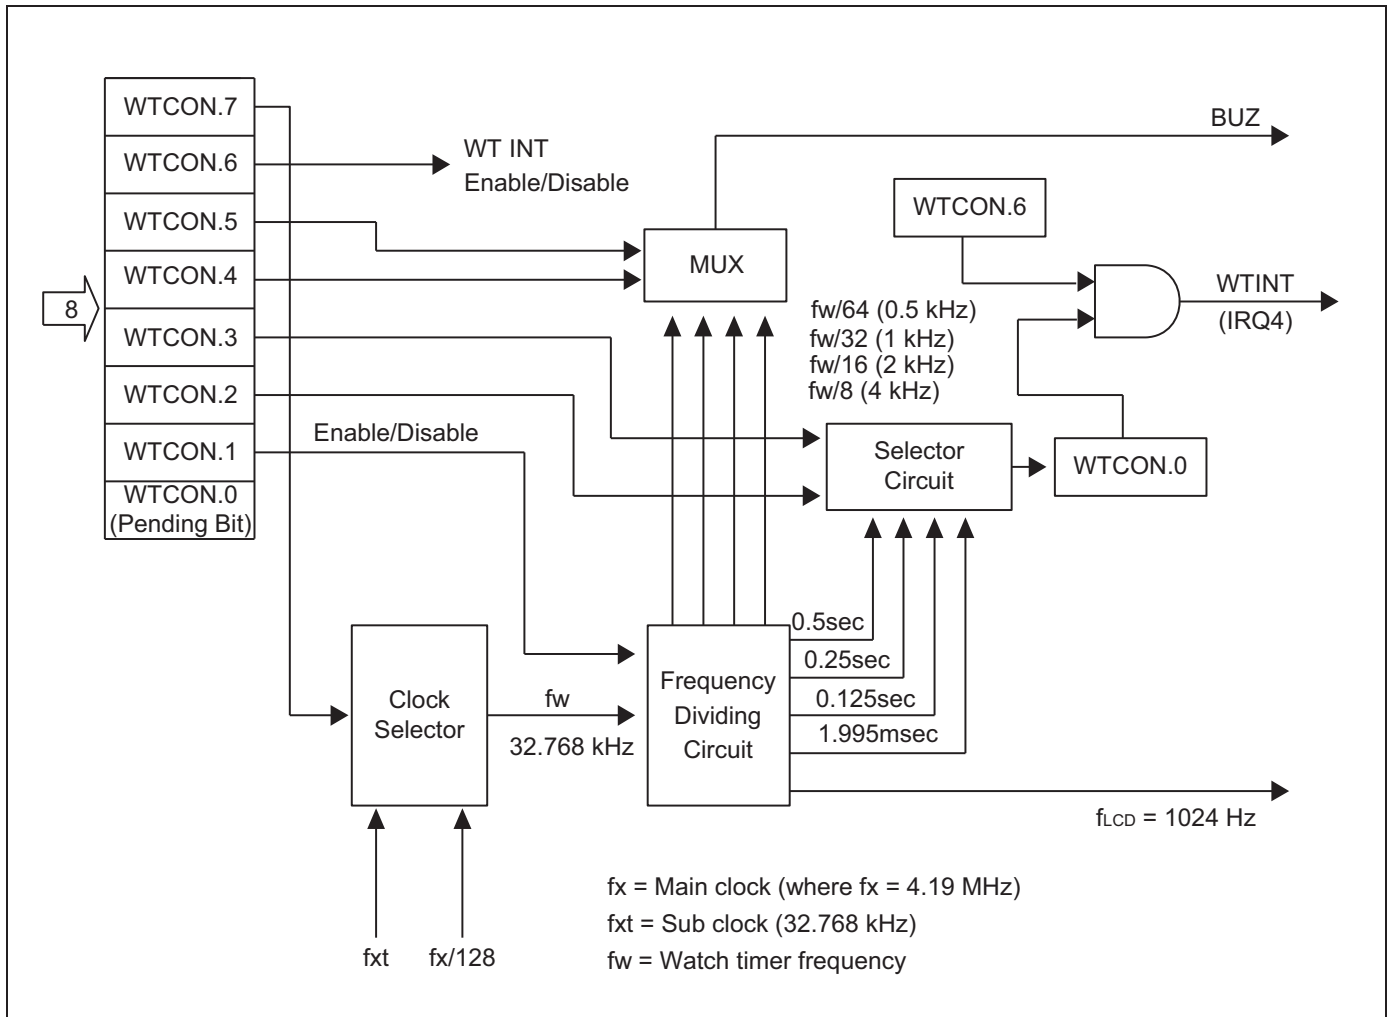 WTCON.7
WTCON.6
WTCON.5
WTCON.4
WTCON.3
WTCON.2
WTCON.1
WTCON.0
(Pending Bit)
8
WT INT
Enable/Disable
BUZ
WTCON.6
MUX
WTINT
(IRQ4)
fw/64 (0.5 kHz)
fw/32 (1 kHz)
fw/16 (2 kHz)
fw/8 (4 kHz)
Enable/Disable
Selector
Circuit
WTCON.0
Clock
Selector
fw
32.768 kHz
Frequency
Dividing
Circuit
0.5sec
0.25sec
0.125sec
1.995msec
fLCD = 1024 Hz
fxt
fx/128
fx = Main clock (where fx = 4.19 MHz)
fxt = Sub clock (32.768 kHz)
fw = Watch timer frequency